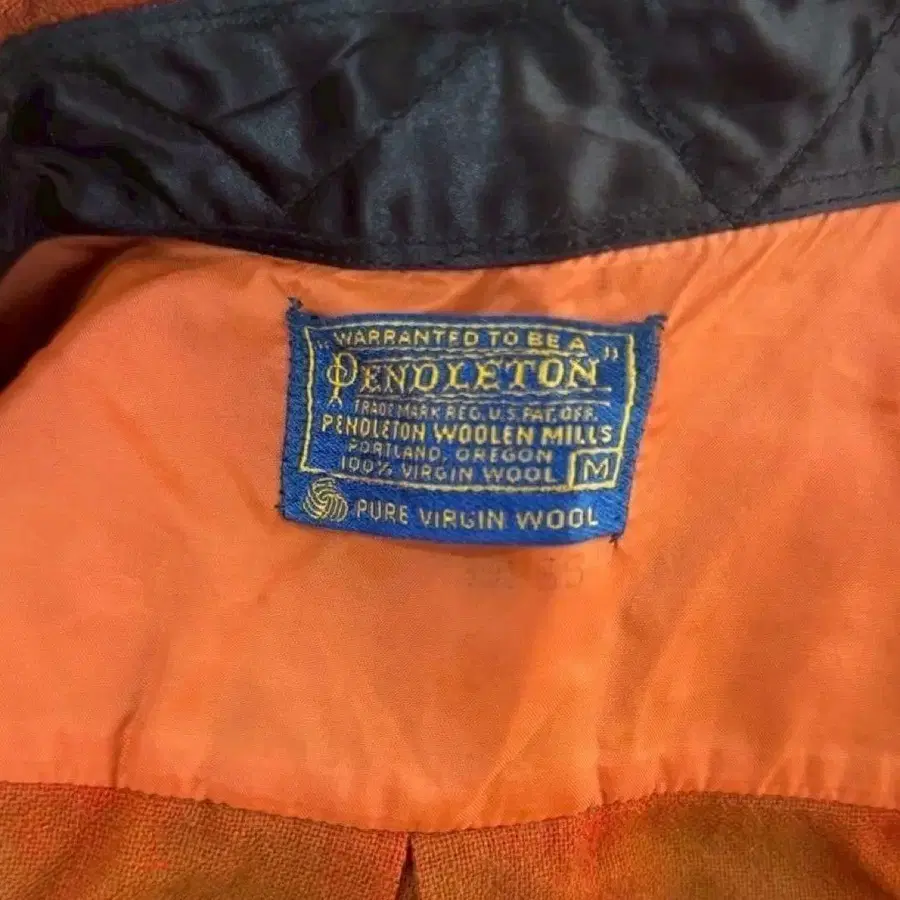 "WARRANTED TO BE A
PENDLETON"
TRADE MARK REG. U.S. PAT. OFF.
PENDLETON WOOLEN MILLS
PORTLAND, OREGON
100% VIRGIN WOOL M
PURE VIRGIN WOOL